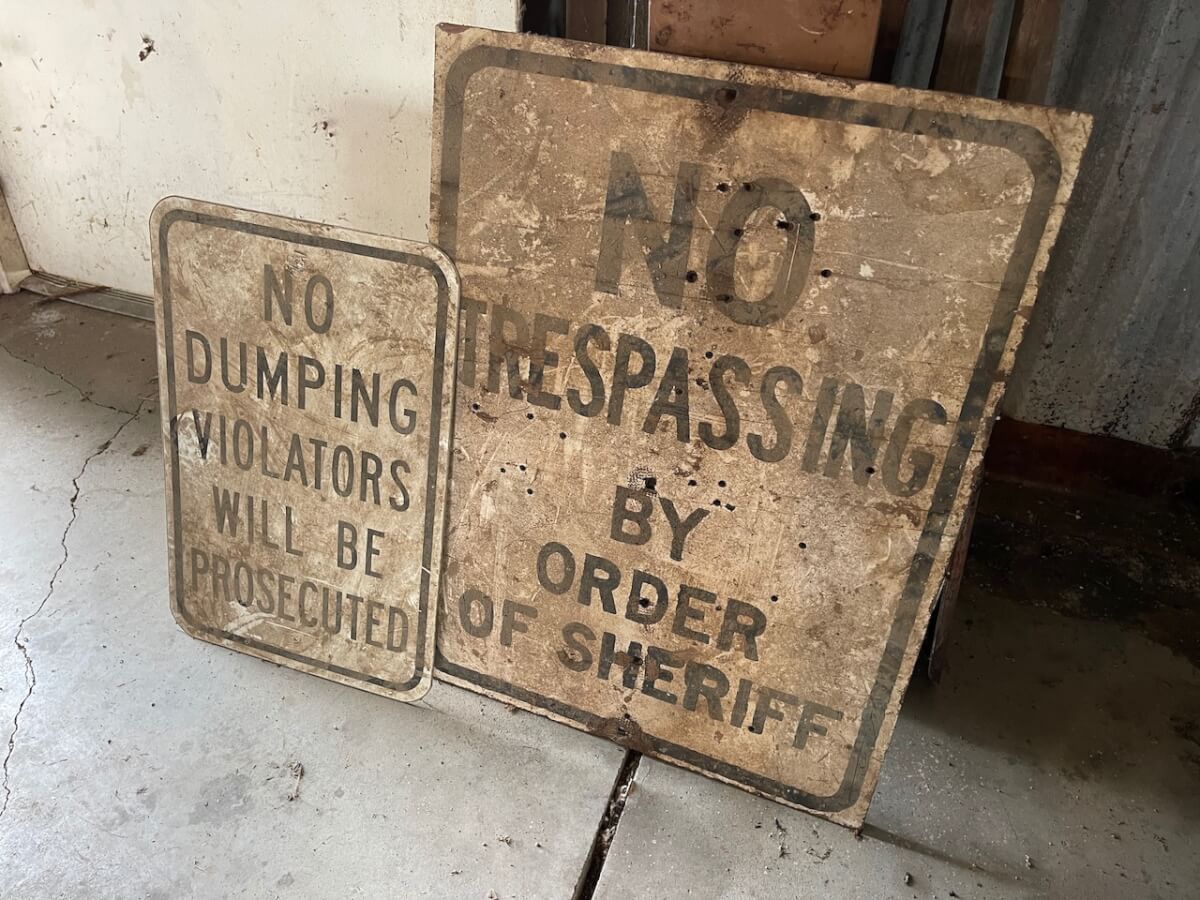 NO
DUMPING
VIOLATORS
WILL BE
PROSECUTED
NO
TRESPASSING
BY
ORDER
OF SHERIFF